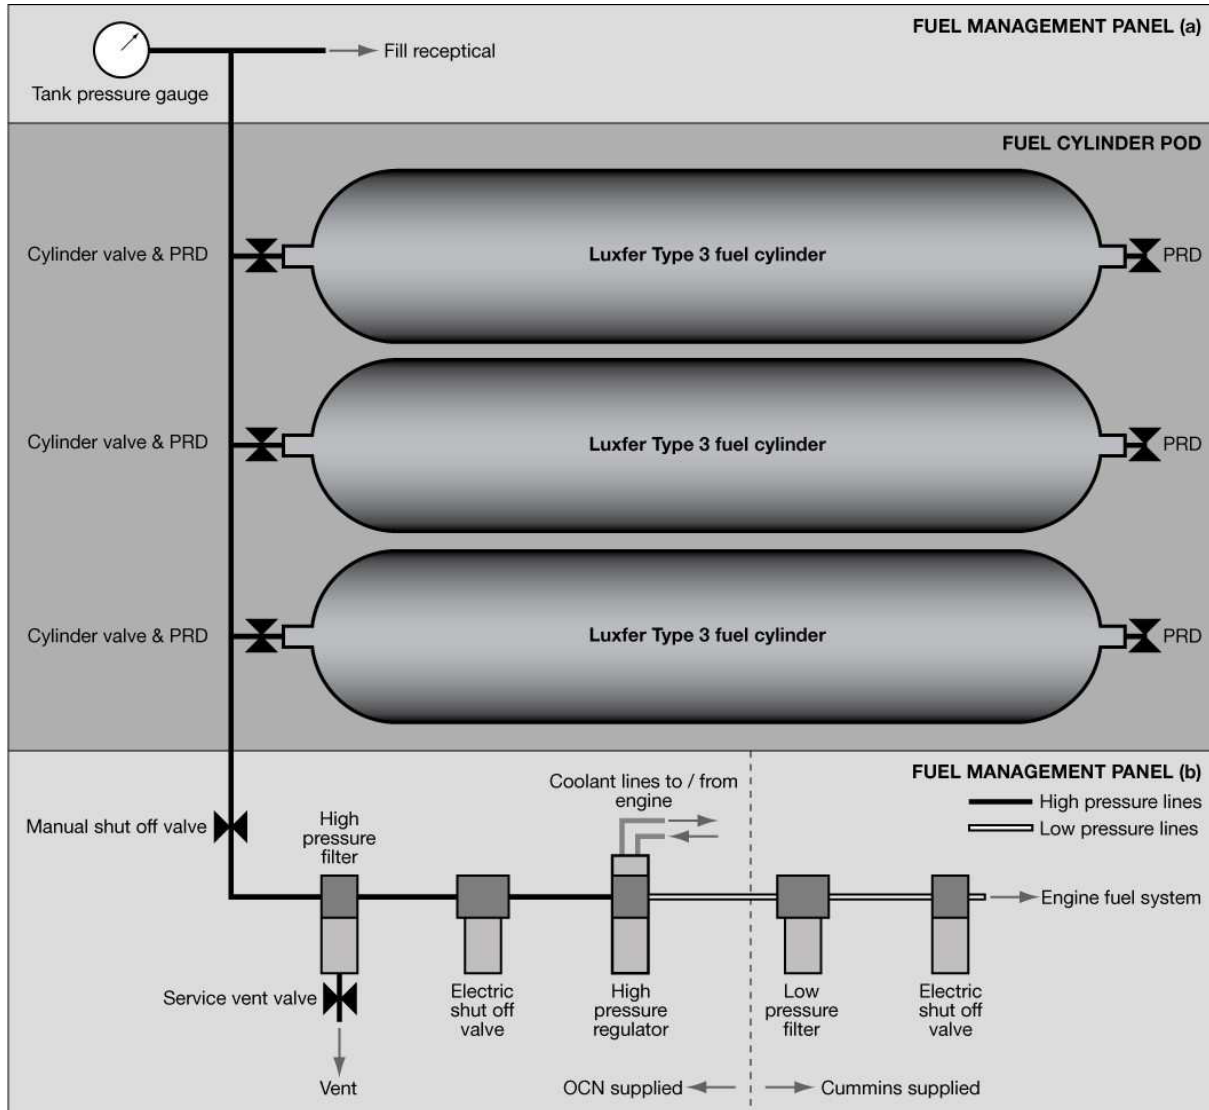 FUEL MANAGEMENT PANEL (a)
Fill receptical
Tank pressure gauge
FUEL CYLINDER POD
Cylinder valve & PRD
Luxfer Type 3 fuel cylinder
PRD
Cylinder valve & PRD
Luxfer Type 3 fuel cylinder
PRD
Cylinder valve & PRD
Luxfer Type 3 fuel cylinder
PRD
FUEL MANAGEMENT PANEL (b)
High pressure lines
Low pressure lines
Coolant lines to / from
engine
Manual shut off valve
High
pressure
filter
Engine fuel system
Service vent valve
Electric
shut off
valve
High
pressure
regulator
Low
pressure
filter
Electric
shut off
valve
Vent
OCN supplied
Cummins supplied